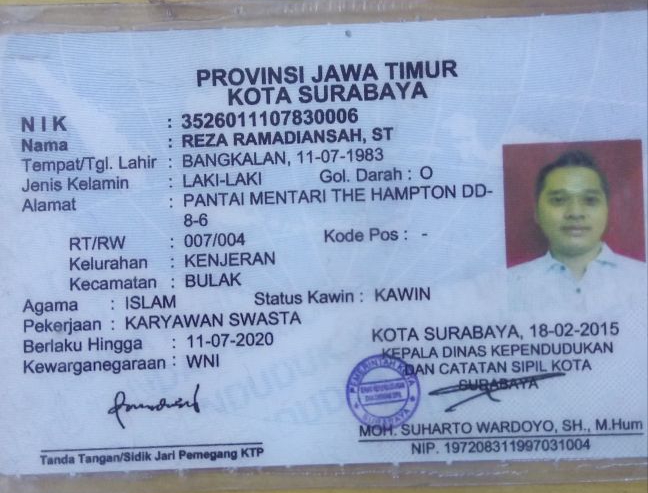 PROVINSI JAWA TIMUR
KOTA SURABAYA
NIK : 3526011107830006
Nama : REZA RAMADIANSAH, ST
Tempat/Tgl. Lahir : BANGKALAN, 11-07-1983
Jenis Kelamin : LAKI-LAKI Gol. Darah : O
Alamat : PANTAI MENTARI THE HAMPTON DD-
8-6
RT/RW : 007/004 Kode Pos : -
Kelurahan : KENJERAN
Kecamatan : BULAK
Agama : ISLAM Status Kawin : KAWIN
Pekerjaan : KARYAWAN SWASTA
Berlaku Hingga : 11-07-2020
Kewarganegaraan : WNI
KOTA SURABAYA, 18-02-2015
KEPALA DINAS KEPENDUDUKAN
DAN CATATAN SIPIL KOTA
SURABAYA
PEMERINTAH KOTA
SURABAYA
MOH. SUHARTO WARDOYO, SH., M.Hum
NIP. 197208311997031004
Tanda Tangan/Sidik Jari Pemegang KTP